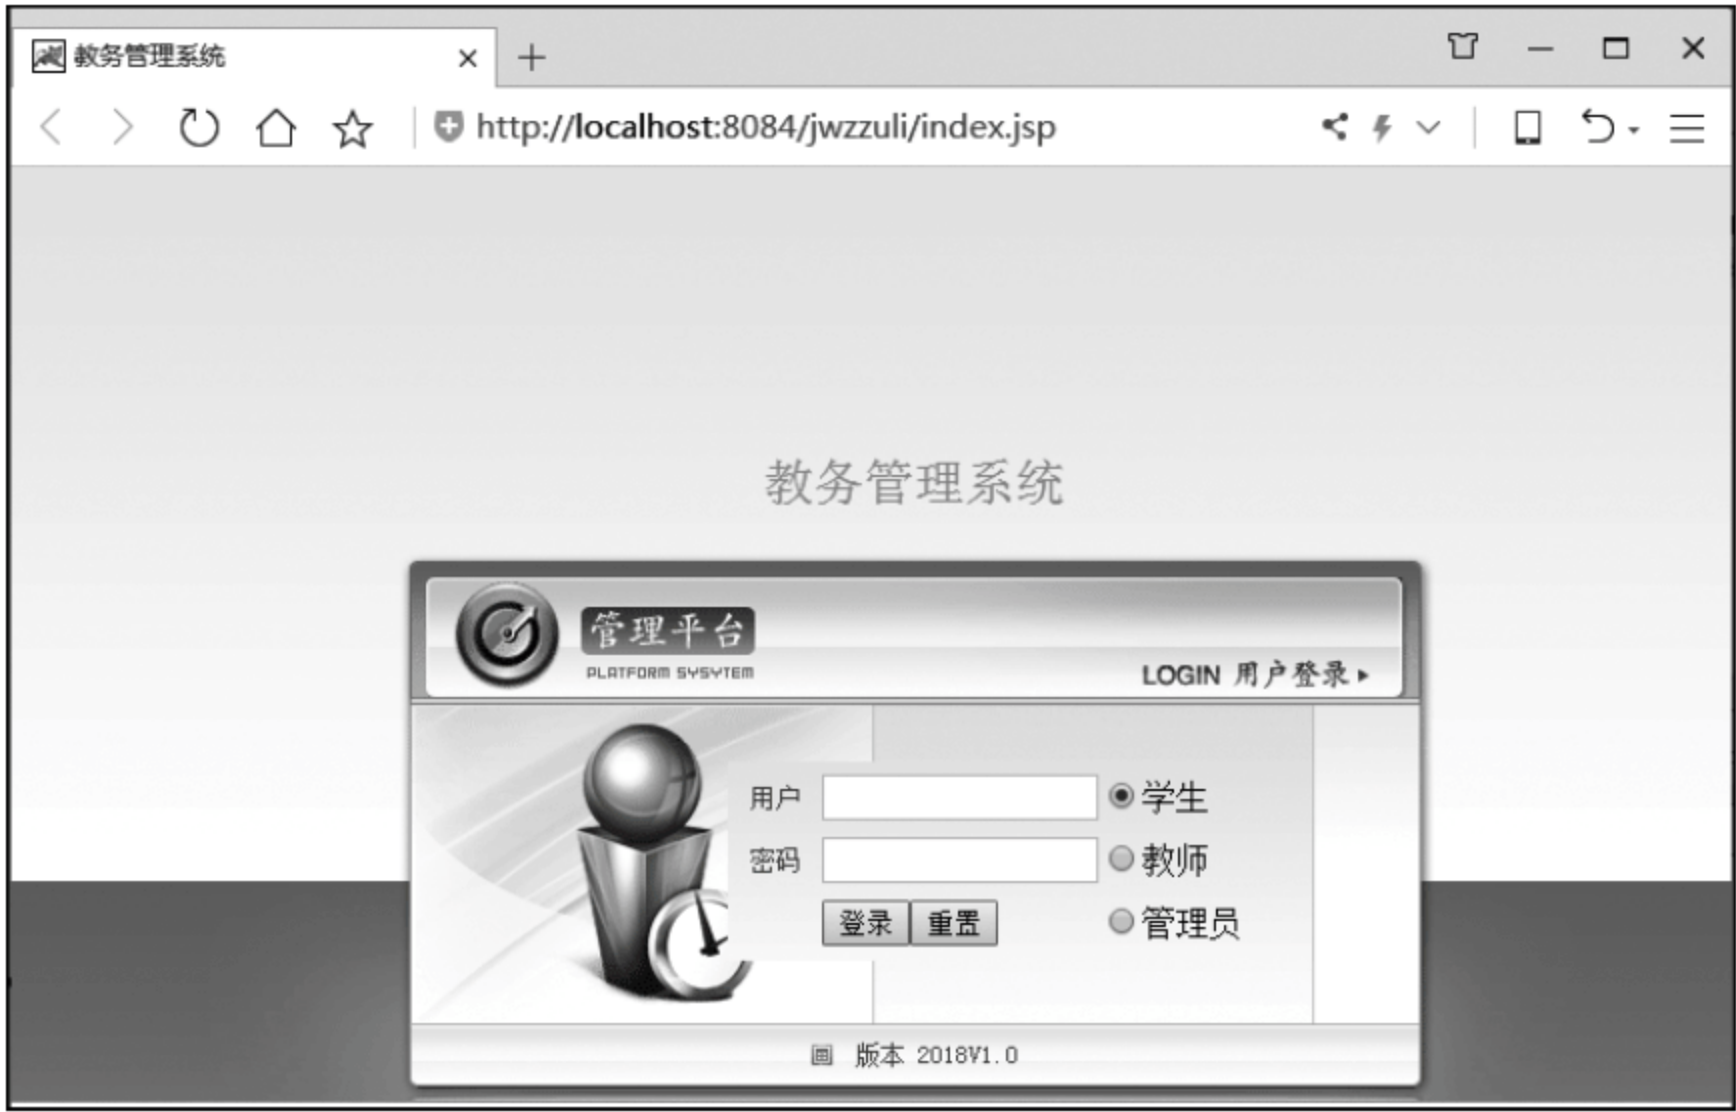 教务管理系统
http://localhost:8084/jwzzuli/index.jsp
教务管理系统
管理平台
PLATFORM SYSYTEM
LOGIN 用户登录
用户 学生
密码 教师
登录 重置 管理员
版本 2018V1.0